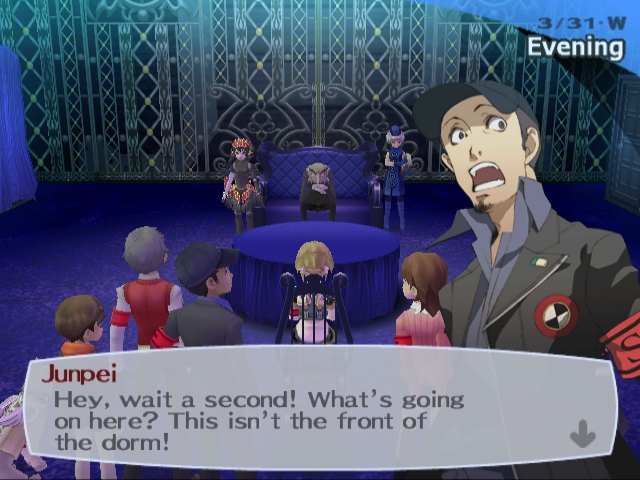 3/31·W
Evening
Junpei
Hey, wait a second! What's going
on here? This isn't the front of
the dorm!